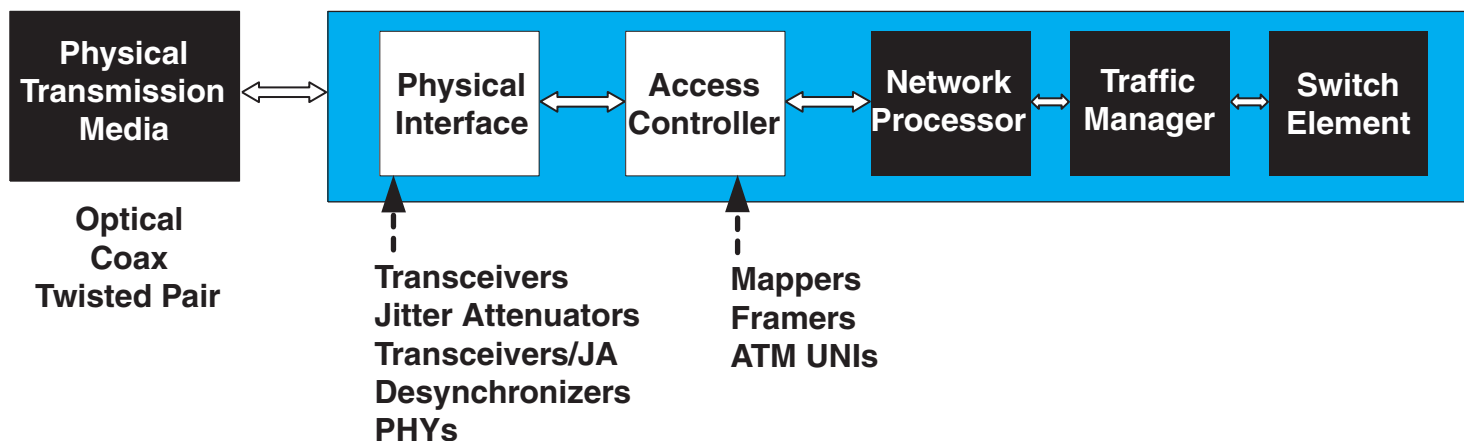 Physical
Transmission
Media
Physical
Interface
Access
Controller
Network
Processor
Traffic
Manager
Switch
Element
Optical
Coax
Twisted Pair
Transceivers
Jitter Attenuators
Transceivers/JA
Desynchronizers
PHYs
Mappers
Framers
ATM UNIs